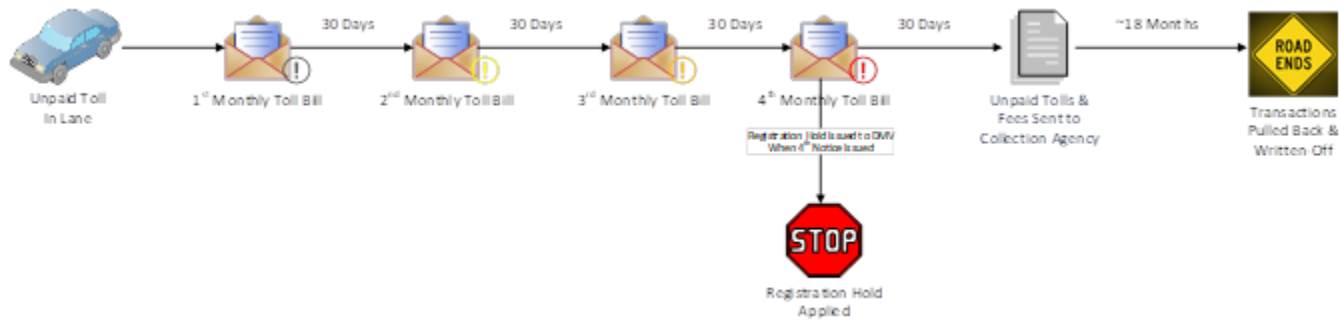 30 Days
30 Days
30 Days
30 Days
~18 Months
Unpaid Toll
In Lane
1st Monthly Toll Bill
2nd Monthly Toll Bill
3rd Monthly Toll Bill
4th Monthly Toll Bill
Registration Hold Issued to DMV
When 4th Notice Issued
STOP
Registration Hold
Applied
Unpaid Tolls &
Fees Sent to
Collection Agency
ROAD
ENDS
Transactions
Pulled Back &
Written-Off